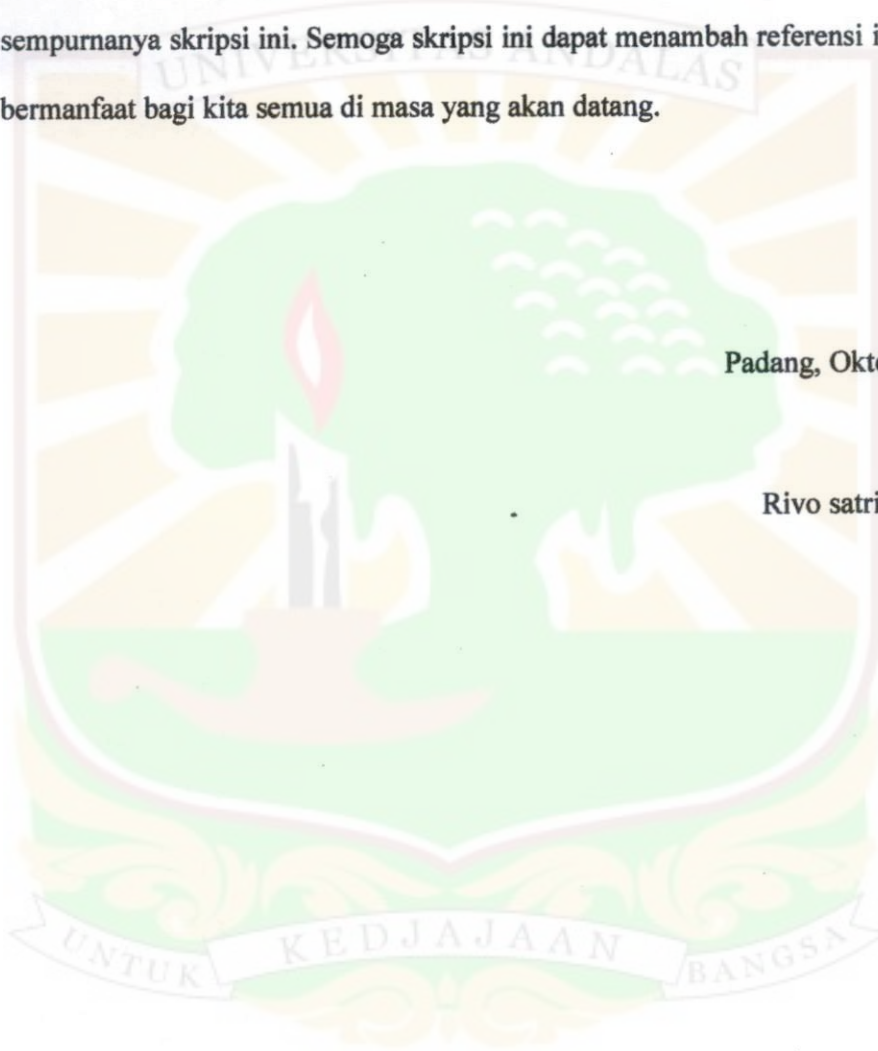 sempurnanya skripsi ini. Semoga skripsi ini dapat menambah referensi i
UNIVERSITAS ANDALAS
bermanfaat bagi kita semua di masa yang akan datang.
Padang, Okt
Rivo satri
UNTUK KEDJAJAAN BANGSA